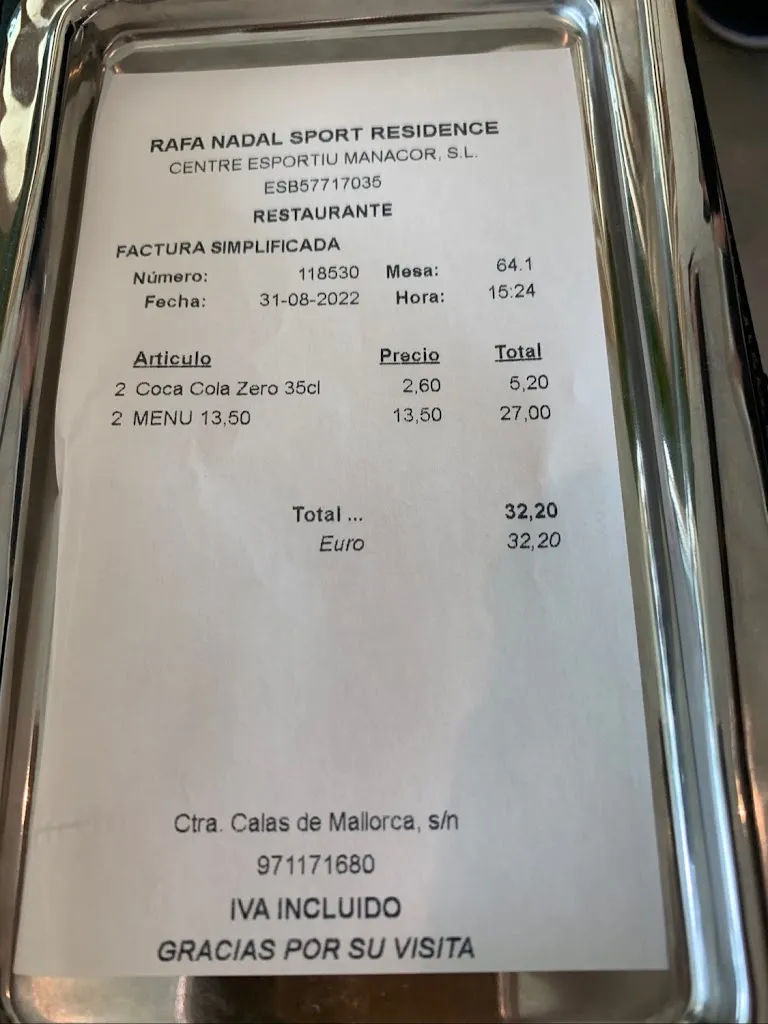 RAFA NADAL SPORT RESIDENCE
CENTRE ESPORTIU MANACOR, S.L.
ESB57717035
RESTAURANTE
FACTURA SIMPLIFICADA
Número: 118530 Mesa: 64.1
Fecha: 31-08-2022 Hora: 15:24
Articulo Precio Total
2 Coca Cola Zero 35cl 2,60 5,20
2 MENU 13,50 13,50 27,00
Total ... 32,20
Euro 32,20
Ctra. Calas de Mallorca, s/n
971171680
IVA INCLUIDO
GRACIAS POR SU VISITA